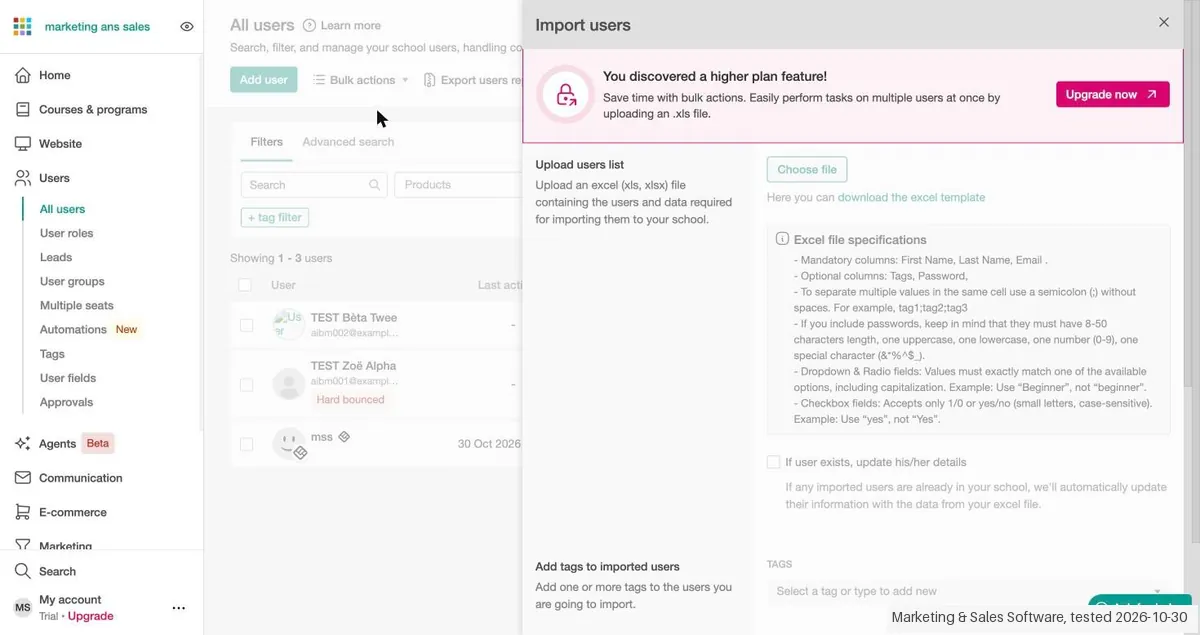 marketing ans sales
Home
Courses & programs
Website
Users
All users
User roles
Leads
User groups
Multiple seats
Automations New
Tags
User fields
Approvals
Agents Beta
Communication
E-commerce
Marketing
Search
MS
My account
Trial • Upgrade
All users ? Learn more
Search, filter, and manage your school users, handling co
Add user
Bulk actions
Export users re
Filters
Advanced search
Search
Products
+ tag filter
Showing 1 - 3 users
User
Last acti
TEST Bèta Twee
aibm002@exampl...
-
TEST Zoë Alpha
aibm001@exampl...
Hard bounced
-
mss
30 Oct 2026
Import users
You discovered a higher plan feature!
Save time with bulk actions. Easily perform tasks on multiple users at once by
uploading an .xls file.
Upgrade now
Upload users list
Upload an excel (xls, xlsx) file
containing the users and data required
for importing them to your school.
Choose file
Here you can download the excel template
Excel file specifications
- Mandatory columns: First Name, Last Name, Email .
- Optional columns: Tags, Password,
- To separate multiple values in the same cell use a semicolon (;) without
spaces. For example, tag1;tag2;tag3
- If you include passwords, keep in mind that they must have 8-50
characters length, one uppercase, one lowercase, one number (0-9), one
special character (&*%^$_).
- Dropdown & Radio fields: Values must exactly match one of the available
options, including capitalization. Example: Use “Beginner”, not “beginner”.
- Checkbox fields: Accepts only 1/0 or yes/no (small letters, case-sensitive).
Example: Use “yes”, not “Yes”.
If user exists, update his/her details
If any imported users are already in your school, we'll automatically update
their information with the data from your excel file.
Add tags to imported users
Add one or more tags to the users you
are going to import.
TAGS
Select a tag or type to add new
Marketing & Sales Software, tested 2026-10-30